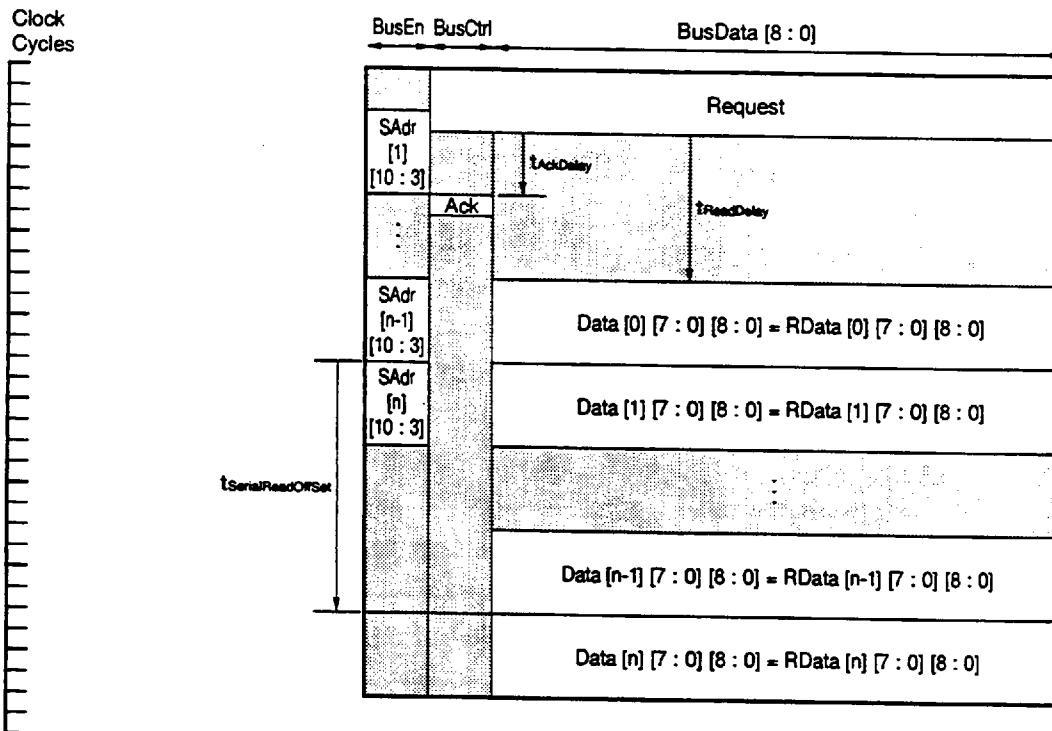 Clock
Cycles
BusEn BusCtrl BusData [8 : 0]
Request
SAdr
[1]
[10 : 3]
tAckDelay
tReadDelay
Ack
SAdr
[n-1]
[10 : 3]
Data [0] [7 : 0] [8 : 0] = RData [0] [7 : 0] [8 : 0]
SAdr
[n]
[10 : 3]
Data [1] [7 : 0] [8 : 0] = RData [1] [7 : 0] [8 : 0]
tSerialReadOffSet
Data [n-1] [7 : 0] [8 : 0] = RData [n-1] [7 : 0] [8 : 0]
Data [n] [7 : 0] [8 : 0] = RData [n] [7 : 0] [8 : 0]